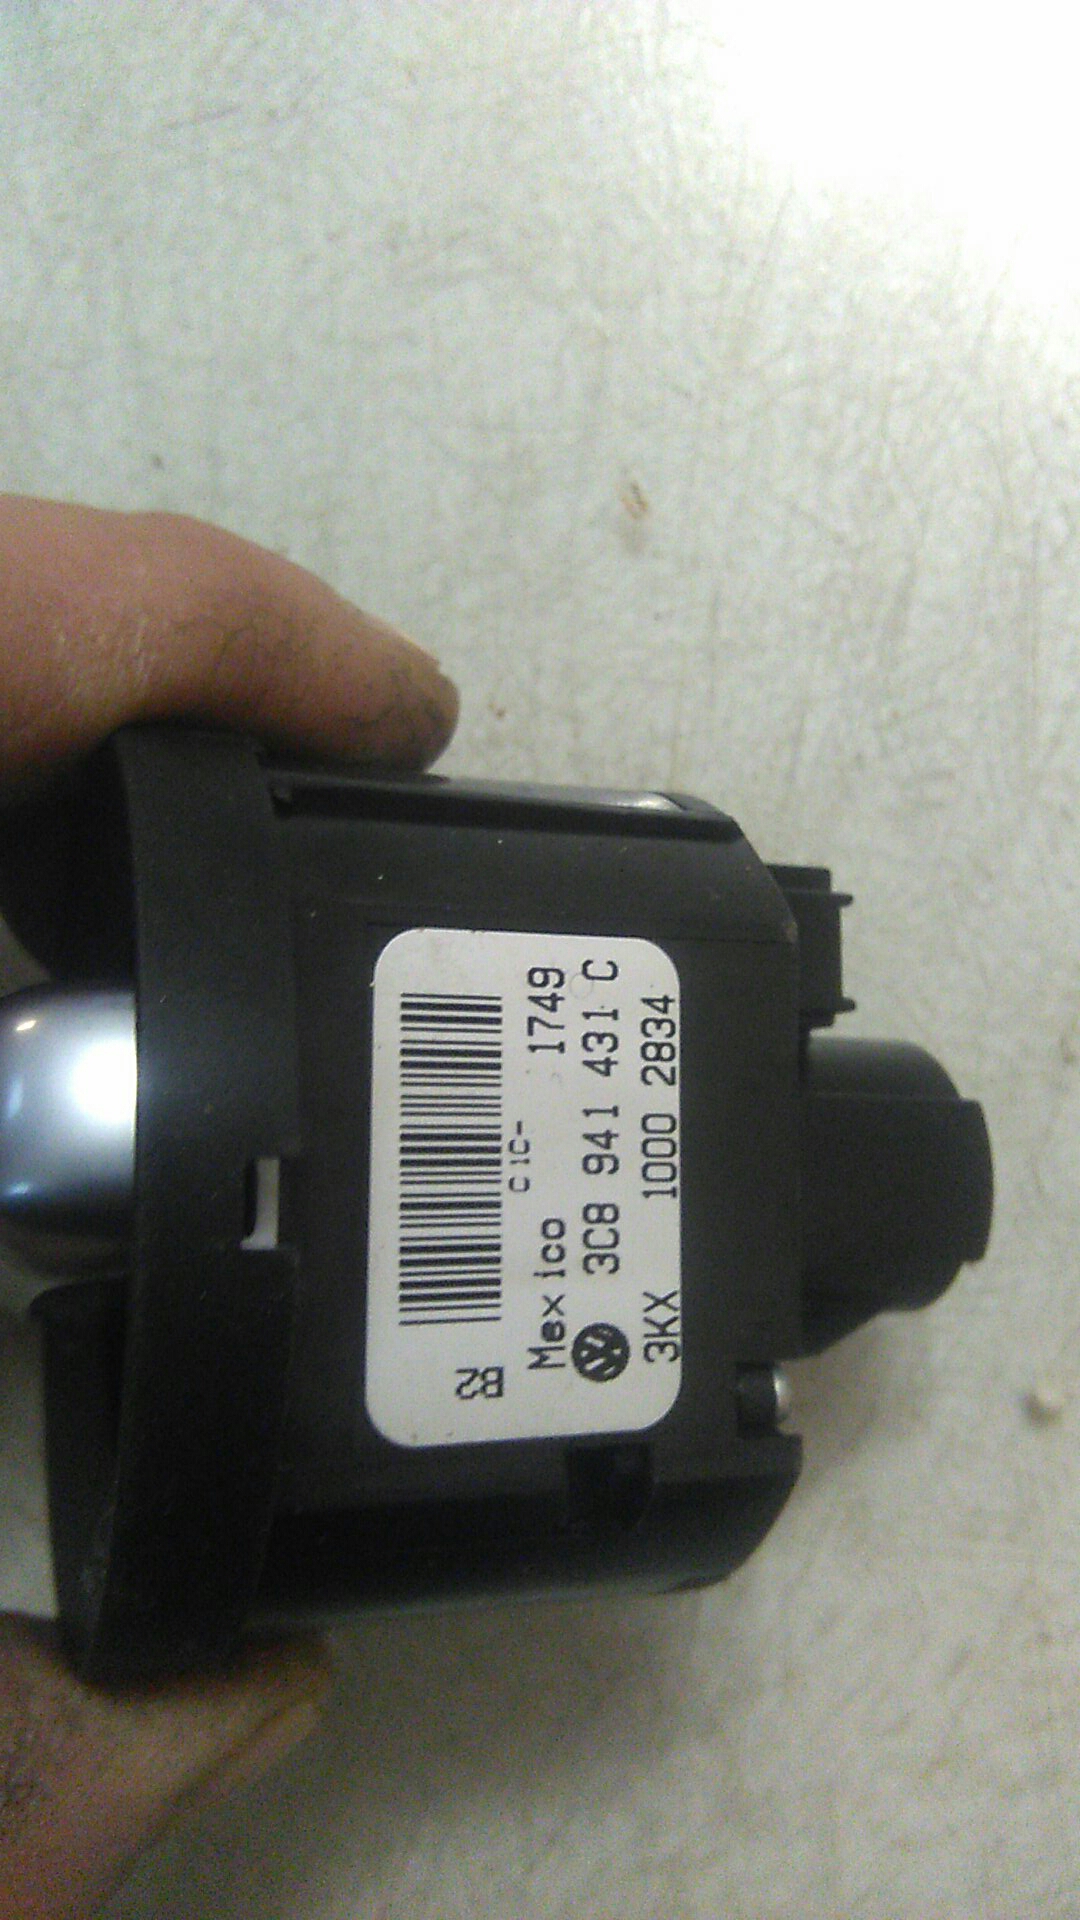 B2
C1C-
Mexico 1749
3C8 941 431 C
3KX 1000 2834